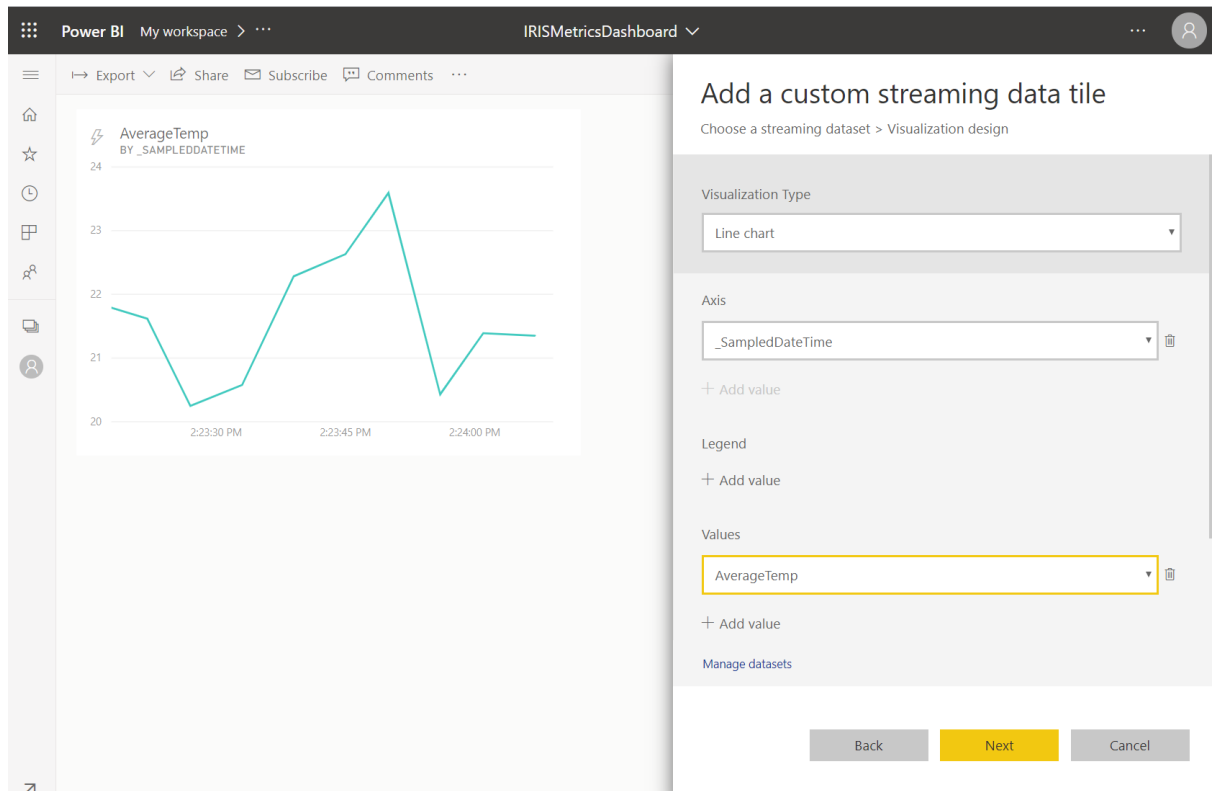 Power BI My workspace > ··· IRISMetricsDashboard ···
Export Share Subscribe Comments ···
AverageTemp
BY _SAMPLEDDATETIME
24
23
22
21
20
2:23:30 PM 2:23:45 PM 2:24:00 PM
Add a custom streaming data tile
Choose a streaming dataset > Visualization design
Visualization Type
Line chart
Axis
_SampledDateTime
+ Add value
Legend
+ Add value
Values
AverageTemp
+ Add value
Manage datasets
Back Next Cancel